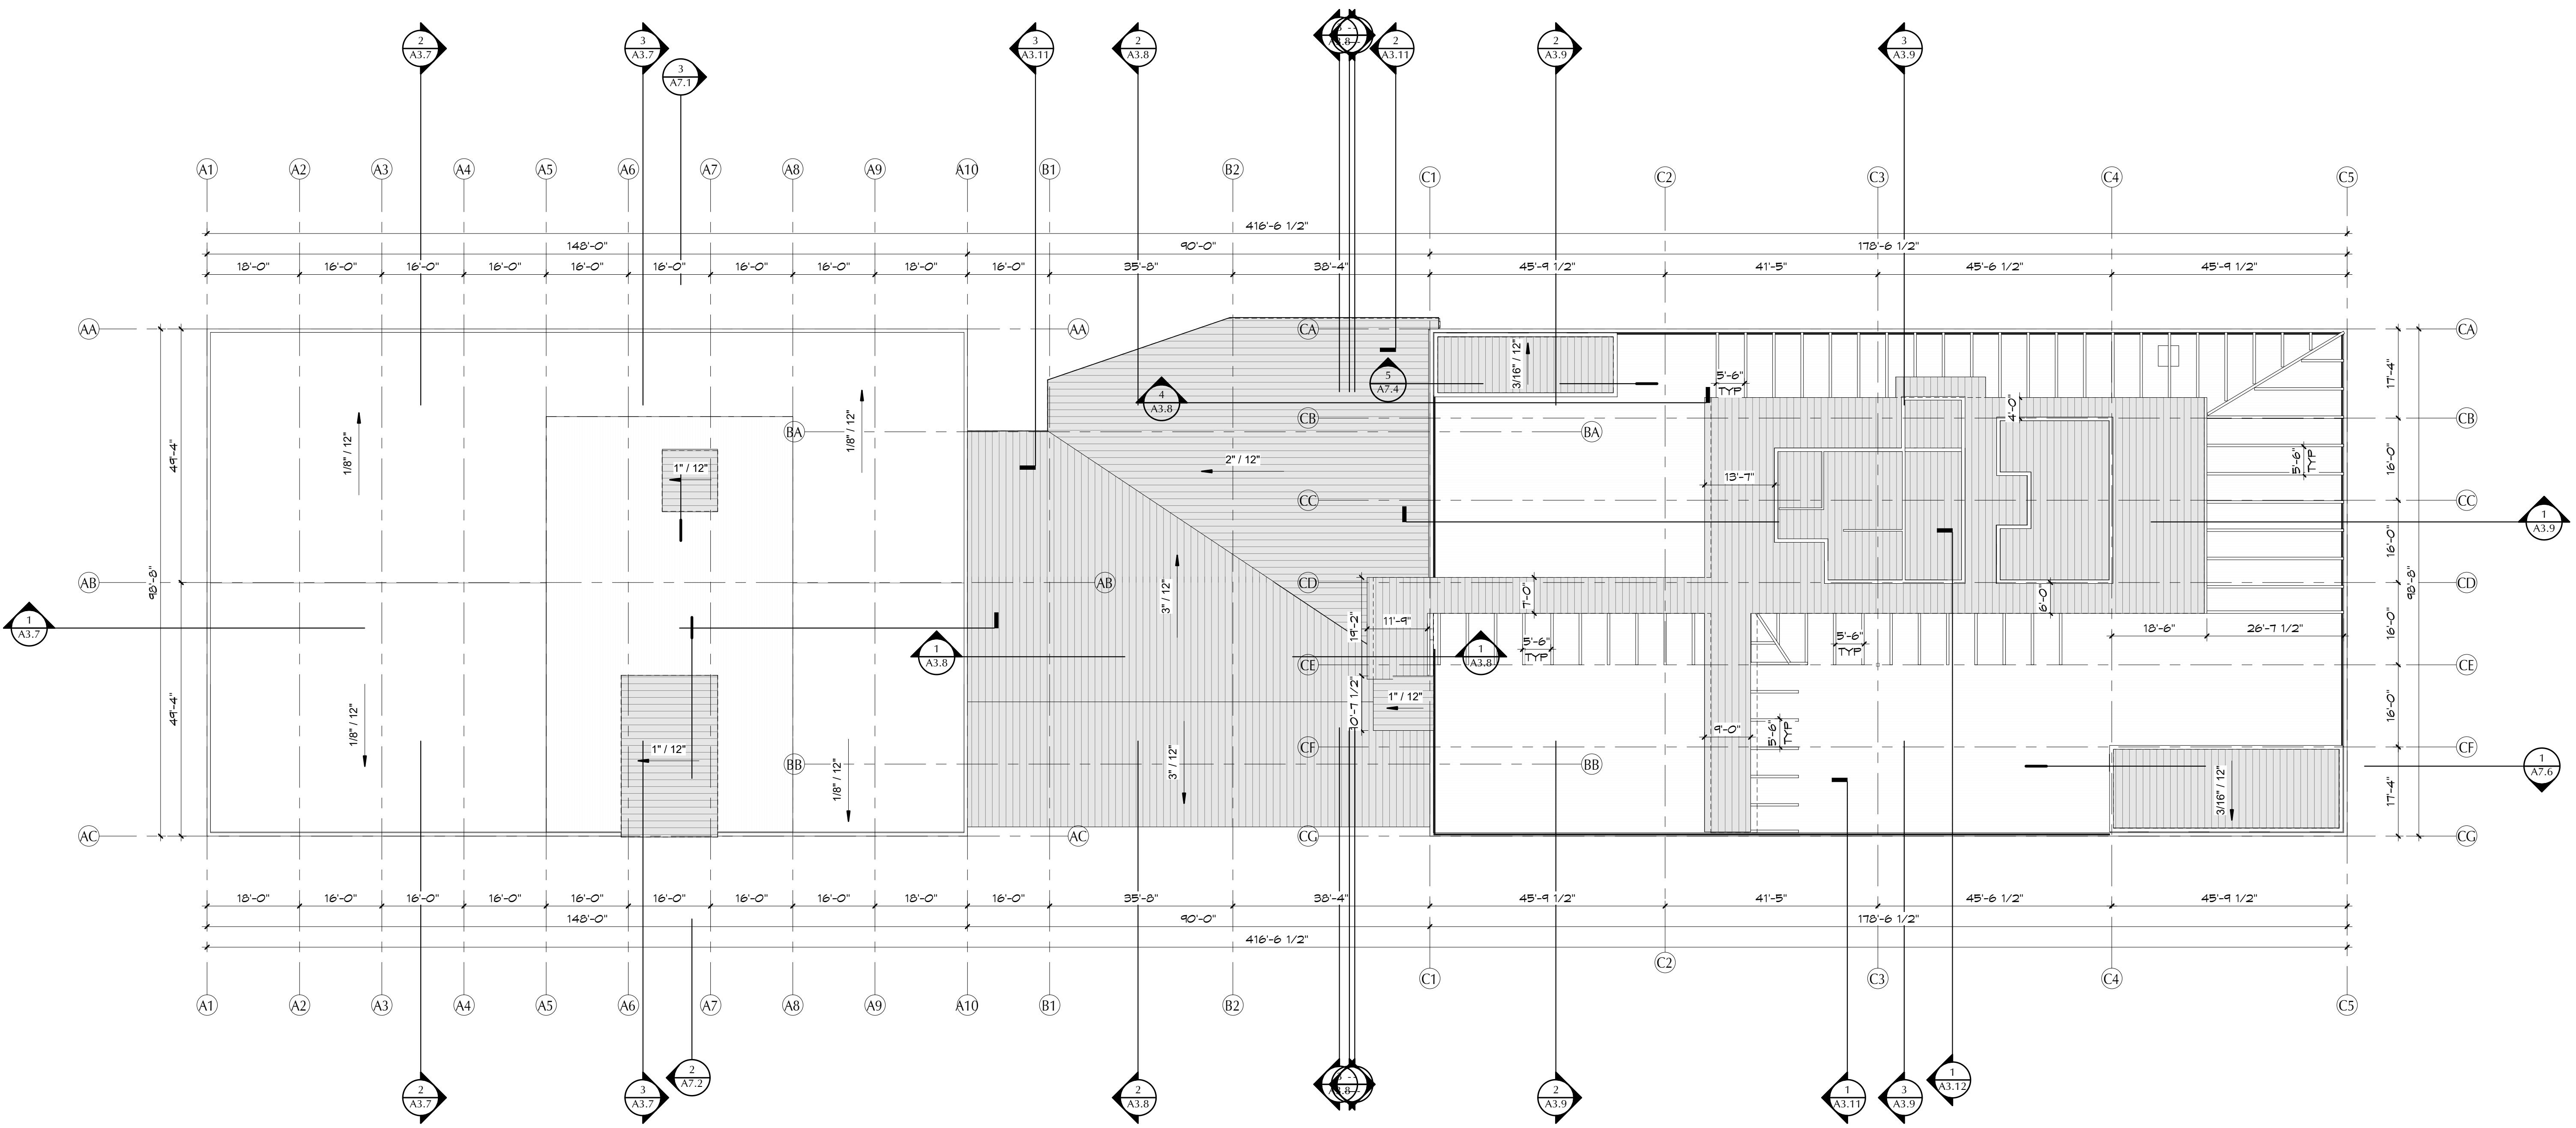 2 A3.7
3 A3.7
3 A7.1
3 A3.11
2 A3.8
A3.8
2 A3.11
2 A3.9
3 A3.9
A1 A2 A3 A4 A5 A6 A7 A8 A9 A10 B1 B2 C1 C2 C3 C4 C5
416'-6 1/2"
148'-0" 90'-0" 178'-6 1/2"
18'-0" 16'-0" 16'-0" 16'-0" 16'-0" 16'-0" 16'-0" 16'-0" 18'-0" 16'-0" 35'-8" 38'-4" 45'-9 1/2" 41'-5" 45'-6 1/2" 45'-9 1/2"
AA AA CA CA
3/16" / 12"
17'-4"
5 A7.4
5'-6"
TYP
4 A3.8
4'-0"
CB CB
1/8" / 12"
1/8" / 12"
BA BA
49'-4"
2" / 12"
1" / 12"
5'-6"
TYP
16'-0"
13'-7"
CC CC
1 A3.9
16'-0"
98'-8"
98'-8"
AB AB CD CD
3" / 12"
7'-0"
6'-0"
19'-2"
11'-9"
16'-0"
1 A3.7
18'-6" 26'-7 1/2"
5'-6"
TYP
5'-6"
TYP
1 A3.8
1 A3.8
CE CE
1" / 12"
10'-7 1/2"
49'-4"
1/8" / 12"
16'-0"
9'-0"
5'-6"
TYP
1" / 12"
CF CF
3" / 12"
BB BB
1 A7.6
1/8" / 12"
3/16" / 12"
17'-4"
AC AC CG CG
18'-0" 16'-0" 16'-0" 16'-0" 16'-0" 16'-0" 16'-0" 16'-0" 18'-0" 16'-0" 35'-8" 38'-4" 45'-9 1/2" 41'-5" 45'-6 1/2" 45'-9 1/2"
148'-0" 90'-0" 178'-6 1/2"
416'-6 1/2"
A1 A2 A3 A4 A5 A6 A7 A8 A9 A10 B1 B2 C1 C2 C3 C4 C5
2 A3.7
3 A3.7
2 A7.2
2 A3.8
A3.8
2 A3.9
1 A3.11
3 A3.9
1 A3.12